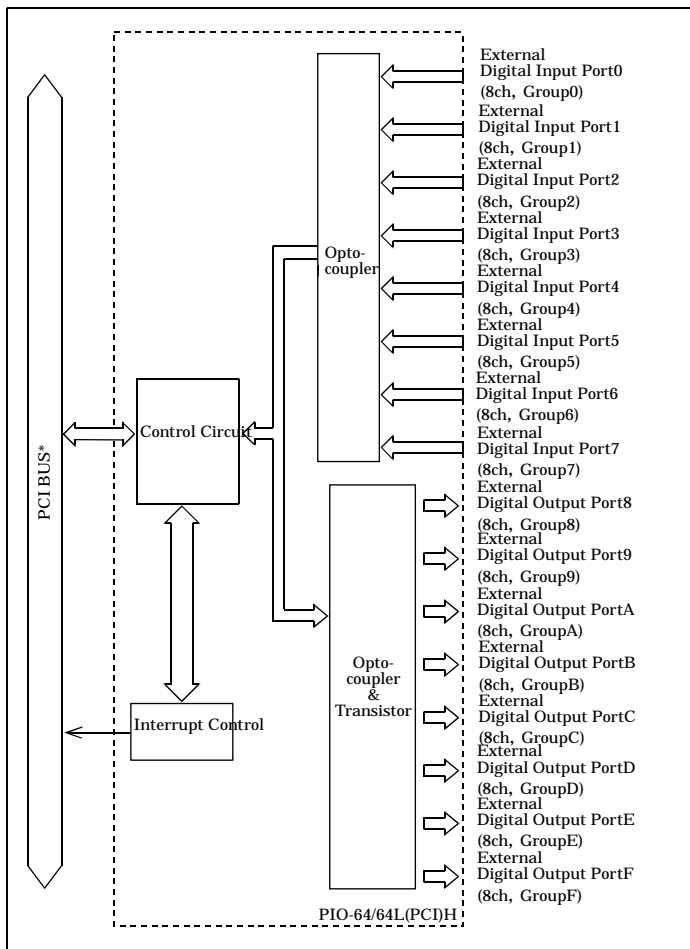 External
Digital Input Port0
(8ch, Group0)
External
Digital Input Port1
(8ch, Group1)
External
Digital Input Port2
(8ch, Group2)
External
Digital Input Port3
(8ch, Group3)
External
Digital Input Port4
(8ch, Group4)
External
Digital Input Port5
(8ch, Group5)
External
Digital Input Port6
(8ch, Group6)
External
Digital Input Port7
(8ch, Group7)
External
Digital Output Port8
(8ch, Group8)
External
Digital Output Port9
(8ch, Group9)
External
Digital Output PortA
(8ch, GroupA)
External
Digital Output PortB
(8ch, GroupB)
External
Digital Output PortC
(8ch, GroupC)
External
Digital Output PortD
(8ch, GroupD)
External
Digital Output PortE
(8ch, GroupE)
External
Digital Output PortF
(8ch, GroupF)
Opto-
coupler
Control Circuit
PCI BUS*
Opto-
coupler
&
Transistor
Interrupt Control
PIO-64/64L(PCI)H